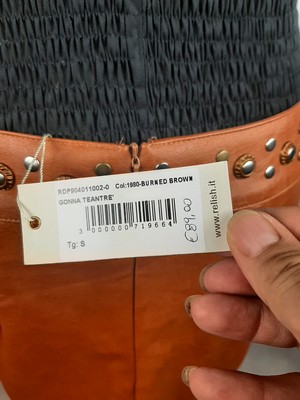 RDP904011002-0 Col:1980-BURNED BROWN
GONNA TEANTRE'
3 000000 719664
Tg: S
€89,00
www.relish.it